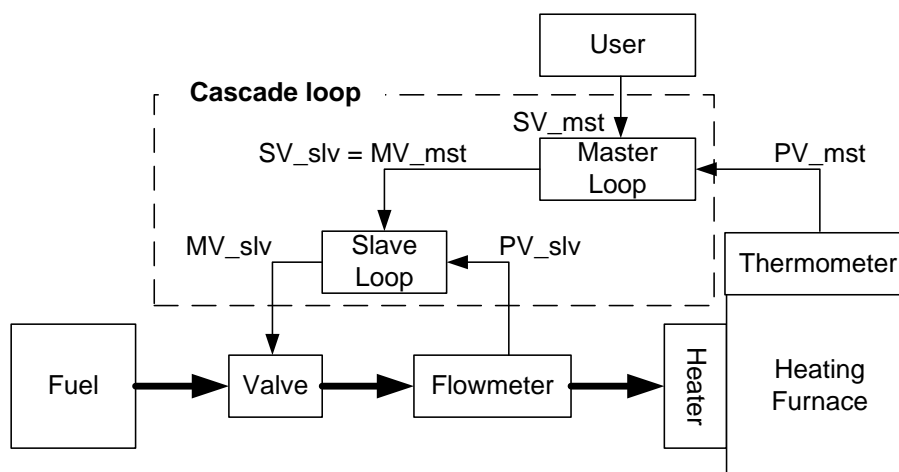 User
Cascade loop
SV_mst
SV_slv = MV_mst
Master
Loop
PV_mst
MV_slv
Slave
Loop
PV_slv
Thermometer
Fuel
Valve
Flowmeter
Heater
Heating
Furnace